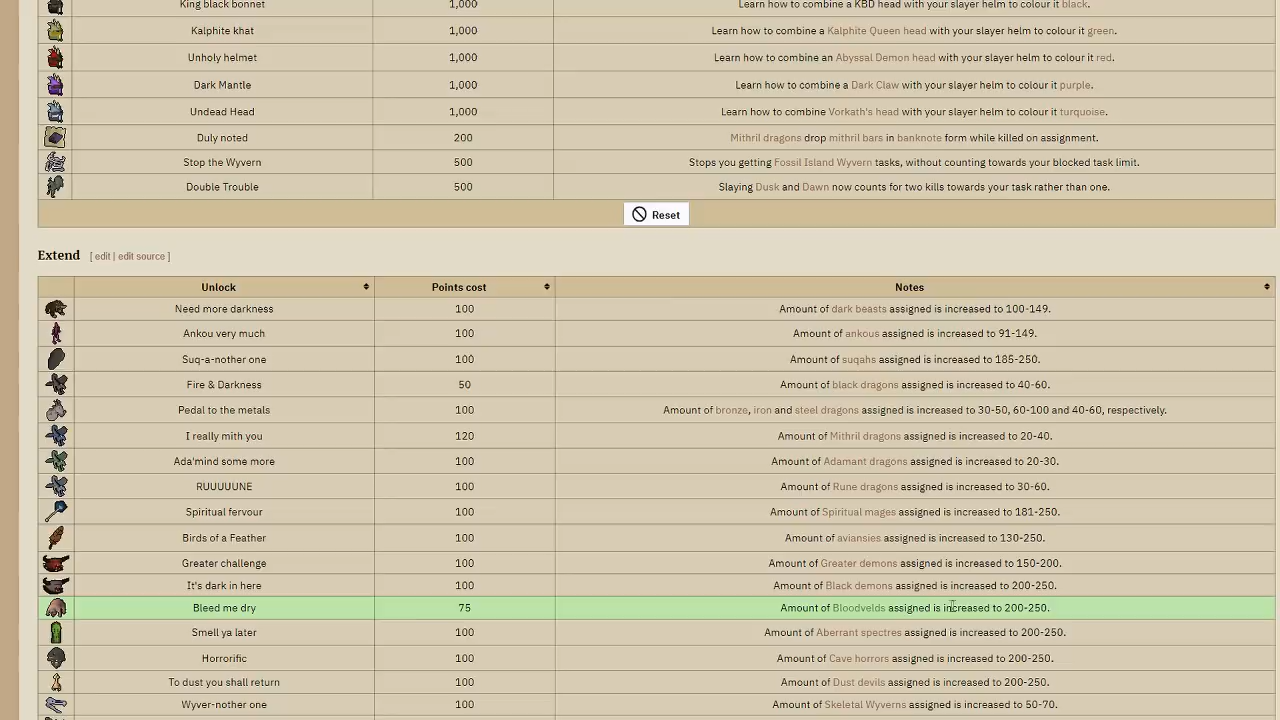 King black bonnet 1,000 Learn how to combine a KBD head with your slayer helm to colour it black.
Kalphite khat 1,000 Learn how to combine a Kalphite Queen head with your slayer helm to colour it green.
Unholy helmet 1,000 Learn how to combine an Abyssal Demon head with your slayer helm to colour it red.
Dark Mantle 1,000 Learn how to combine a Dark Claw with your slayer helm to colour it purple.
Undead Head 1,000 Learn how to combine Vorkath's head with your slayer helm to colour it turquoise.
Duly noted 200 Mithril dragons drop mithril bars in banknote form while killed on assignment.
Stop the Wyvern 500 Stops you getting Fossil Island Wyvern tasks, without counting towards your blocked task limit.
Double Trouble 500 Slaying Dusk and Dawn now counts for two kills towards your task rather than one.
Reset
Extend [ edit | edit source ]
Unlock Points cost Notes
Need more darkness 100 Amount of dark beasts assigned is increased to 100-149.
Ankou very much 100 Amount of ankous assigned is increased to 91-149.
Suq-a-nother one 100 Amount of suqahs assigned is increased to 185-250.
Fire & Darkness 50 Amount of black dragons assigned is increased to 40-60.
Pedal to the metals 100 Amount of bronze, iron and steel dragons assigned is increased to 30-50, 60-100 and 40-60, respectively.
I really mith you 120 Amount of Mithril dragons assigned is increased to 20-40.
Ada'mind some more 100 Amount of Adamant dragons assigned is increased to 20-30.
RUUUUUNE 100 Amount of Rune dragons assigned is increased to 30-60.
Spiritual fervour 100 Amount of Spiritual mages assigned is increased to 181-250.
Birds of a Feather 100 Amount of aviansies assigned is increased to 130-250.
Greater challenge 100 Amount of Greater demons assigned is increased to 150-200.
It's dark in here 100 Amount of Black demons assigned is increased to 200-250.
Bleed me dry 75 Amount of Bloodvelds assigned is increased to 200-250.
Smell ya later 100 Amount of Aberrant spectres assigned is increased to 200-250.
Horrorific 100 Amount of Cave horrors assigned is increased to 200-250.
To dust you shall return 100 Amount of Dust devils assigned is increased to 200-250.
Wyver-nother one 100 Amount of Skeletal Wyverns assigned is increased to 50-70.